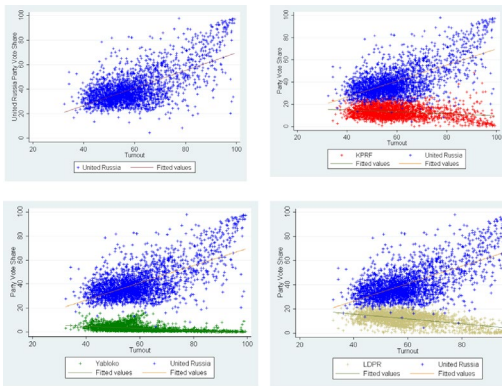 United Russia Party Vote Share
100
80
60
40
20
0
20 40 60 80 100
Turnout
United Russia Fitted values
Party Vote Share
100
80
60
40
20
0
20 40 60 80 100
Turnout
KPRF United Russia
Fitted values Fitted values
Party Vote Share
100
80
60
40
20
0
20 40 60 80 100
Turnout
Yabloko United Russia
Fitted values Fitted values
Party Vote Share
100
80
60
40
20
0
20 40 60 80
Turnout
LDPR United Russia
Fitted values Fitted values